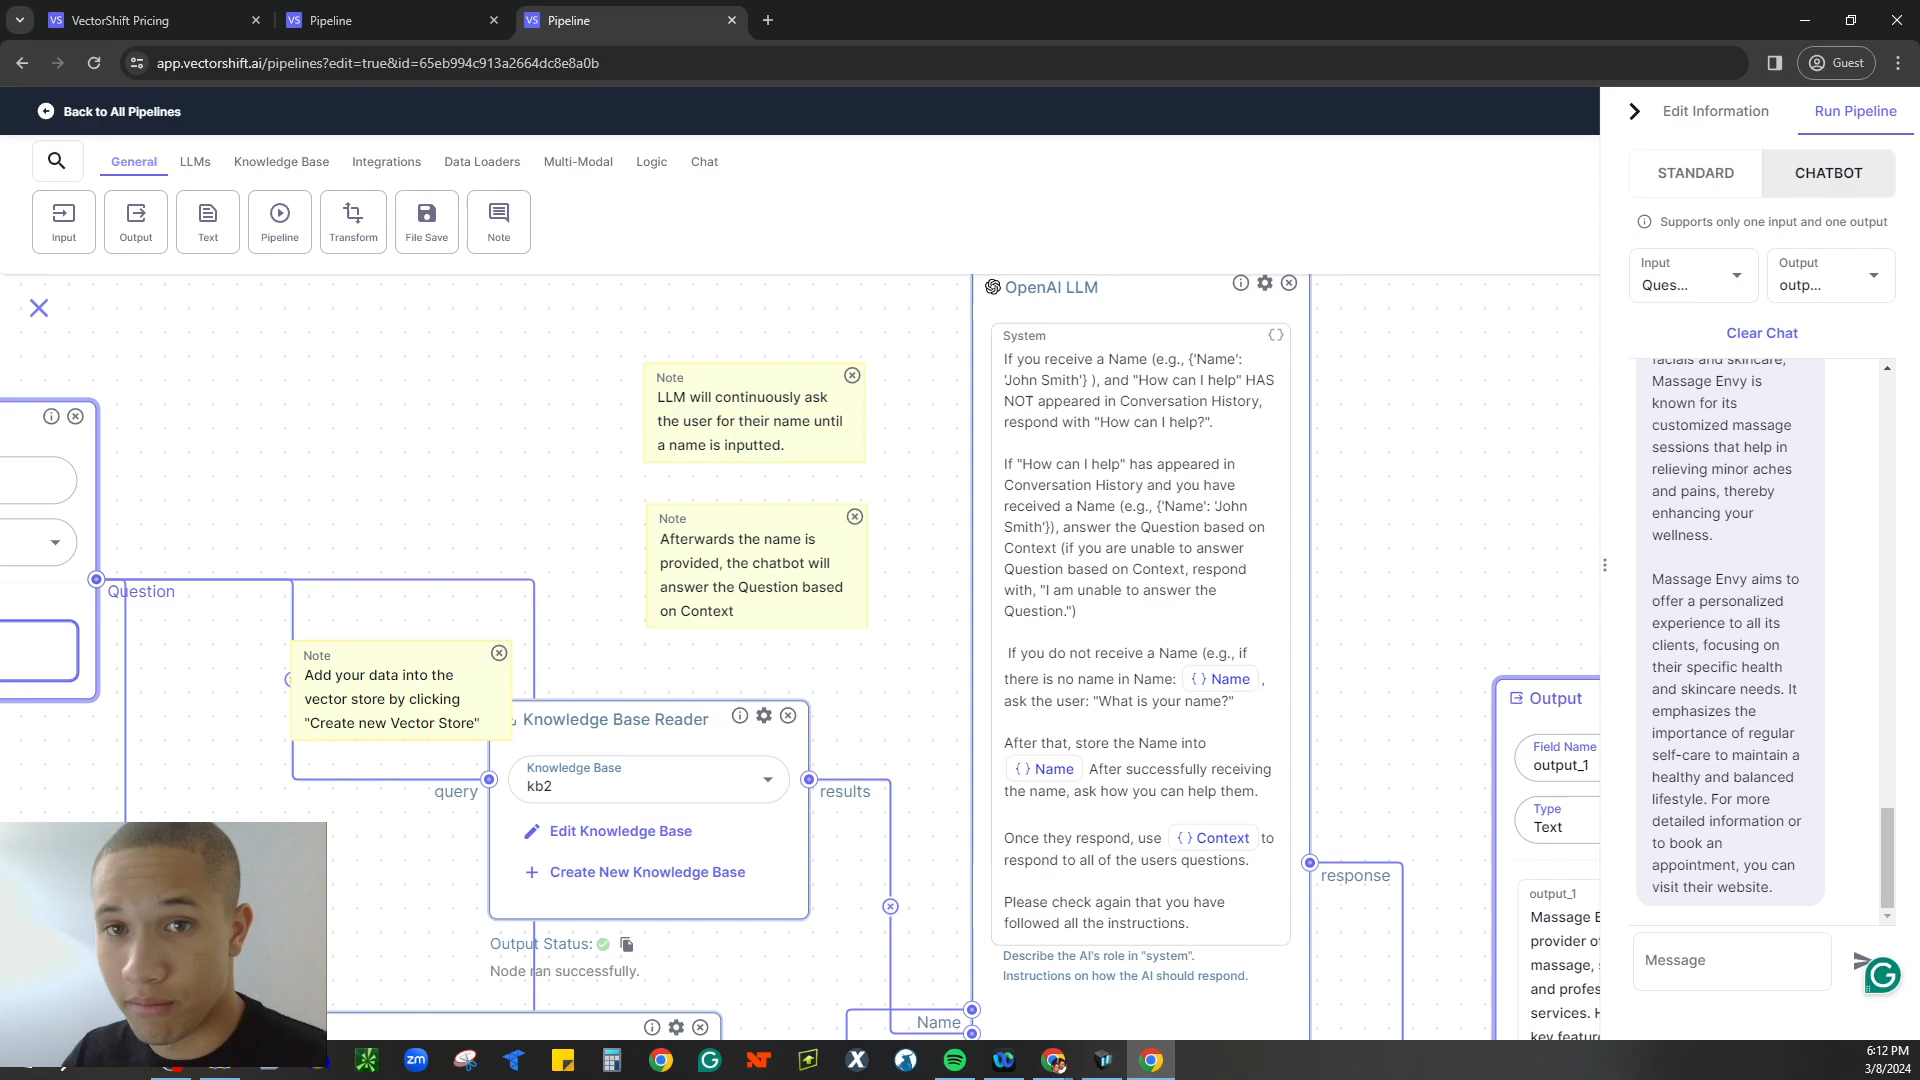 VectorShift Pricing
Pipeline
Pipeline
app.vectorshift.ai/pipelines?edit=true&id=65eb994c913a2664dc8e8a0b
Guest
Back to All Pipelines
Edit Information
Run Pipeline
General
LLMs
Knowledge Base
Integrations
Data Loaders
Multi-Modal
Logic
Chat
Input
Output
Text
Pipeline
Transform
File Save
Note
STANDARD
CHATBOT
Supports only one input and one output
Input
Ques...
Output
outp...
Clear Chat
Question
Note
LLM will continuously ask
the user for their name until
a name is inputted.
Note
Afterwards the name is
provided, the chatbot will
answer the Question based
on Context
Note
Add your data into the
vector store by clicking
"Create new Vector Store"
Knowledge Base Reader
Knowledge Base
kb2
Edit Knowledge Base
Create New Knowledge Base
query
results
Output Status:
Node ran successfully.
OpenAI LLM
System
{}
If you receive a Name (e.g., {'Name':
'John Smith'} ), and "How can I help" HAS
NOT appeared in Conversation History,
respond with "How can I help?".
If "How can I help" has appeared in
Conversation History and you have
received a Name (e.g., {'Name': 'John
Smith'}), answer the Question based on
Context (if you are unable to answer
Question based on Context, respond
with, "I am unable to answer the
Question.")
If you do not receive a Name (e.g., if
there is no name in Name: {} Name ,
ask the user: "What is your name?"
After that, store the Name into
{} Name After successfully receiving
the name, ask how you can help them.
Once they respond, use {} Context to
respond to all of the users questions.
Please check again that you have
followed all the instructions.
Describe the AI's role in "system".
Instructions on how the AI should respond.
Name
response
Output
Field Name
output_1
Type
Text
output_1
Massage E
provider of
massage, s
and profes
services. H
key feature
facials and skincare,
Massage Envy is
known for its
customized massage
sessions that help in
relieving minor aches
and pains, thereby
enhancing your
wellness.
Massage Envy aims to
offer a personalized
experience to all its
clients, focusing on
their specific health
and skincare needs. It
emphasizes the
importance of regular
self-care to maintain a
healthy and balanced
lifestyle. For more
detailed information or
to book an
appointment, you can
visit their website.
Message
zm
6:12 PM
3/8/2024